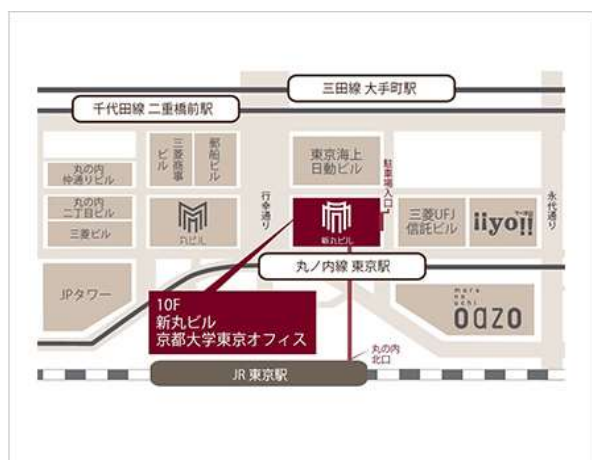 三田線 大手町駅
千代田線 二重橋前駅
丸の内
仲通りビル
三菱商事
ビル
郵船ビル
東京海上
日動ビル
駐車場入口
丸の内
二丁目ビル
三菱ビル
丸ビル
行幸通り
新丸ビル
三菱UFJ
信託ビル
iiyo!!
永代通り
丸ノ内線 東京駅
JPタワー
10F
新丸ビル
京都大学東京オフィス
maru
no
uchi
oazo
丸の内
北口
JR 東京駅